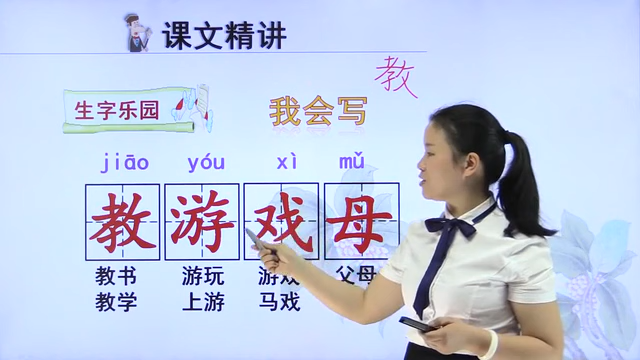 课文精讲
教
生字乐园
我会写
jiāo yóu xì mǔ
教 游 戏 母
教书 游玩 游戏 父母
教学 上游 马戏